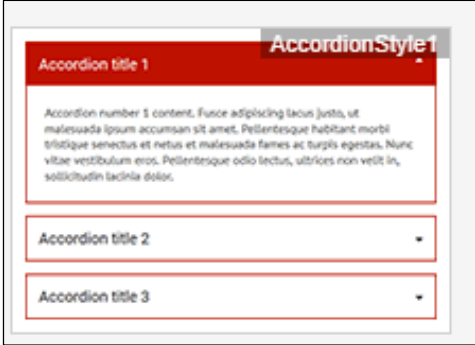 AccordionStyle1
Accordion title 1
Accordion number 1 content. Fusce adipiscing lacus justo, ut
malesuada ipsum accumsan sit amet. Pellentesque habitant morbi
tristique senectus et netus et malesuada fames ac turpis egestas. Nunc
vitae vestibulum eros. Pellentesque odio lectus, ultrices non velit in,
sollicitudin lacinia dolor.
Accordion title 2
Accordion title 3